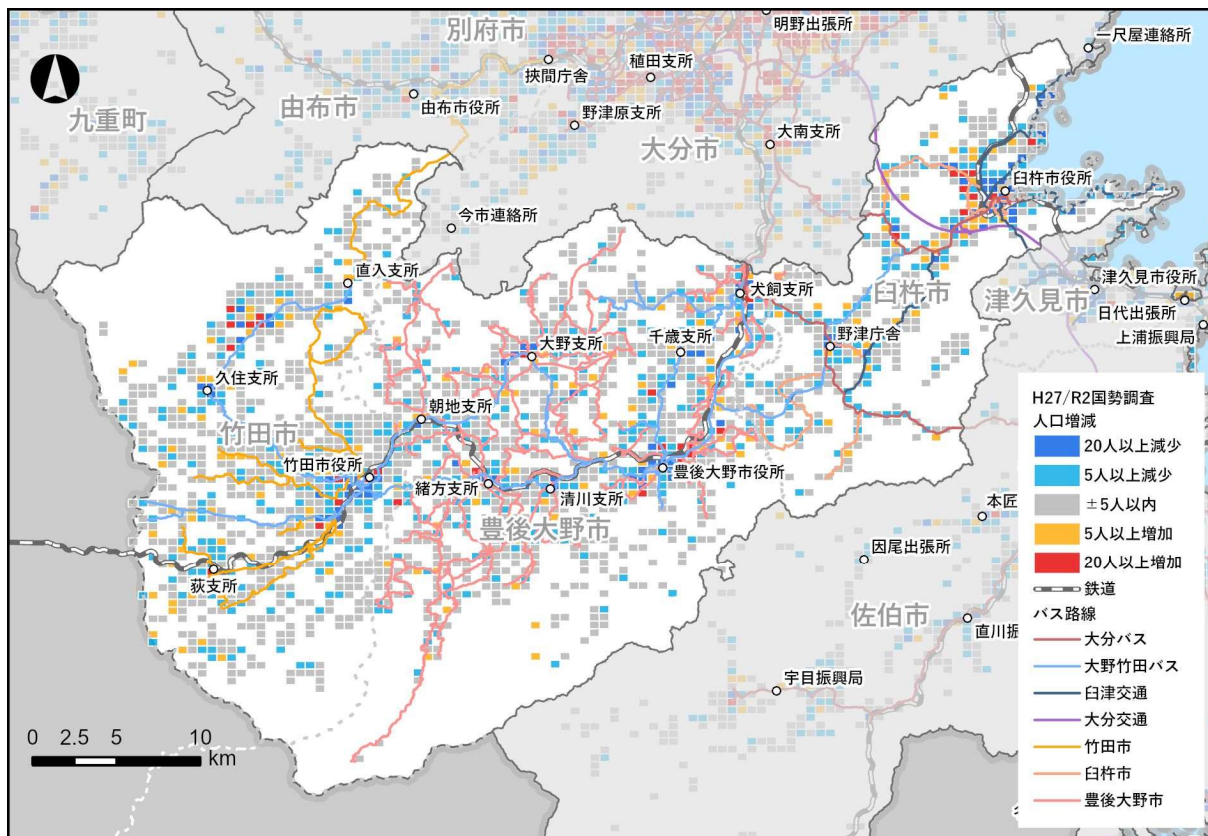 明野出張所
一尺屋連絡所
別府市
挾間庁舎
稙田支所
由布市
由布市役所
九重町
野津原支所
大分市
大南支所
臼杵市役所
今市連絡所
直入支所
犬飼支所
臼杵市
津久見市
津久見市役所
日代出張所
上浦振興局
千歳支所
大野支所
野津庁舎
久住支所
朝地支所
竹田市
竹田市役所
緒方支所
清川支所
豊後大野市役所
豊後大野市
荻支所
本匠
因尾出張所
佐伯市
直川振
宇目振興局
H27/R2国勢調査
人口増減
20人以上減少
5人以上減少
±5人以内
5人以上増加
20人以上増加
鉄道
バス路線
大分バス
大野竹田バス
臼津交通
大分交通
竹田市
臼杵市
豊後大野市
0 2.5 5 10
km